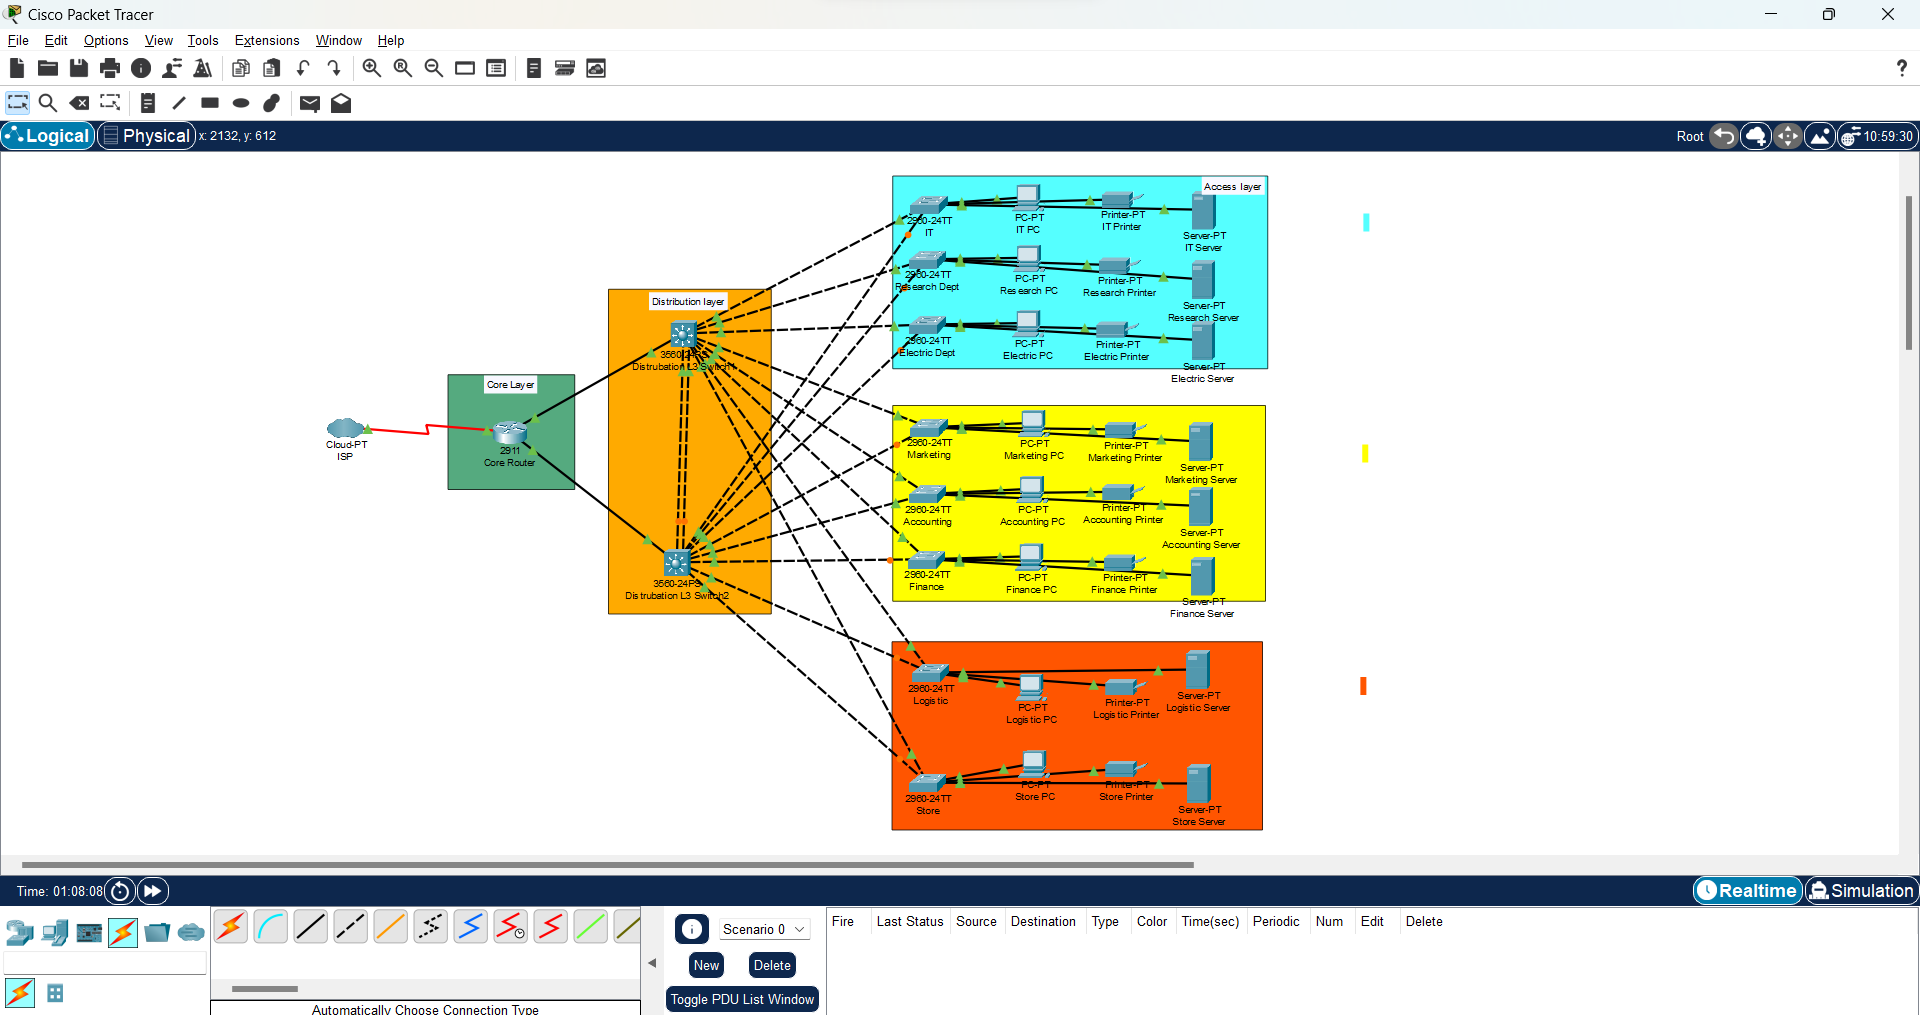 Cisco Packet Tracer
File Edit Options View Tools Extensions Window Help
?
Logical Physical x: 2132, y: 612 Root 10:59:30
Access layer
2960-24TT
IT
PC-PT
IT PC
Printer-PT
IT Printer
Server-PT
IT Server
2960-24TT
Research Dept
PC-PT
Research PC
Printer-PT
Research Printer
Server-PT
Research Server
2960-24TT
Electric Dept
PC-PT
Electric PC
Printer-PT
Electric Printer
Server-PT
Electric Server
Distribution layer
3560-24PS
Distrubation L3 Switch1
Core Layer
Cloud-PT
ISP
2911
Core Router
3560-24PS
Distrubation L3 Switch2
2960-24TT
Marketing
PC-PT
Marketing PC
Printer-PT
Marketing Printer
Server-PT
Marketing Server
2960-24TT
Accounting
PC-PT
Accounting PC
Printer-PT
Accounting Printer
Server-PT
Accounting Server
2960-24TT
Finance
PC-PT
Finance PC
Printer-PT
Finance Printer
Server-PT
Finance Server
2960-24TT
Logistic
PC-PT
Logistic PC
Printer-PT
Logistic Printer
Server-PT
Logistic Server
2960-24TT
Store
PC-PT
Store PC
Printer-PT
Store Printer
Server-PT
Store Server
Time: 01:08:08 Realtime Simulation
Scenario 0
New Delete
Toggle PDU List Window
Fire Last Status Source Destination Type Color Time(sec) Periodic Num Edit Delete
Automatically Choose Connection Type